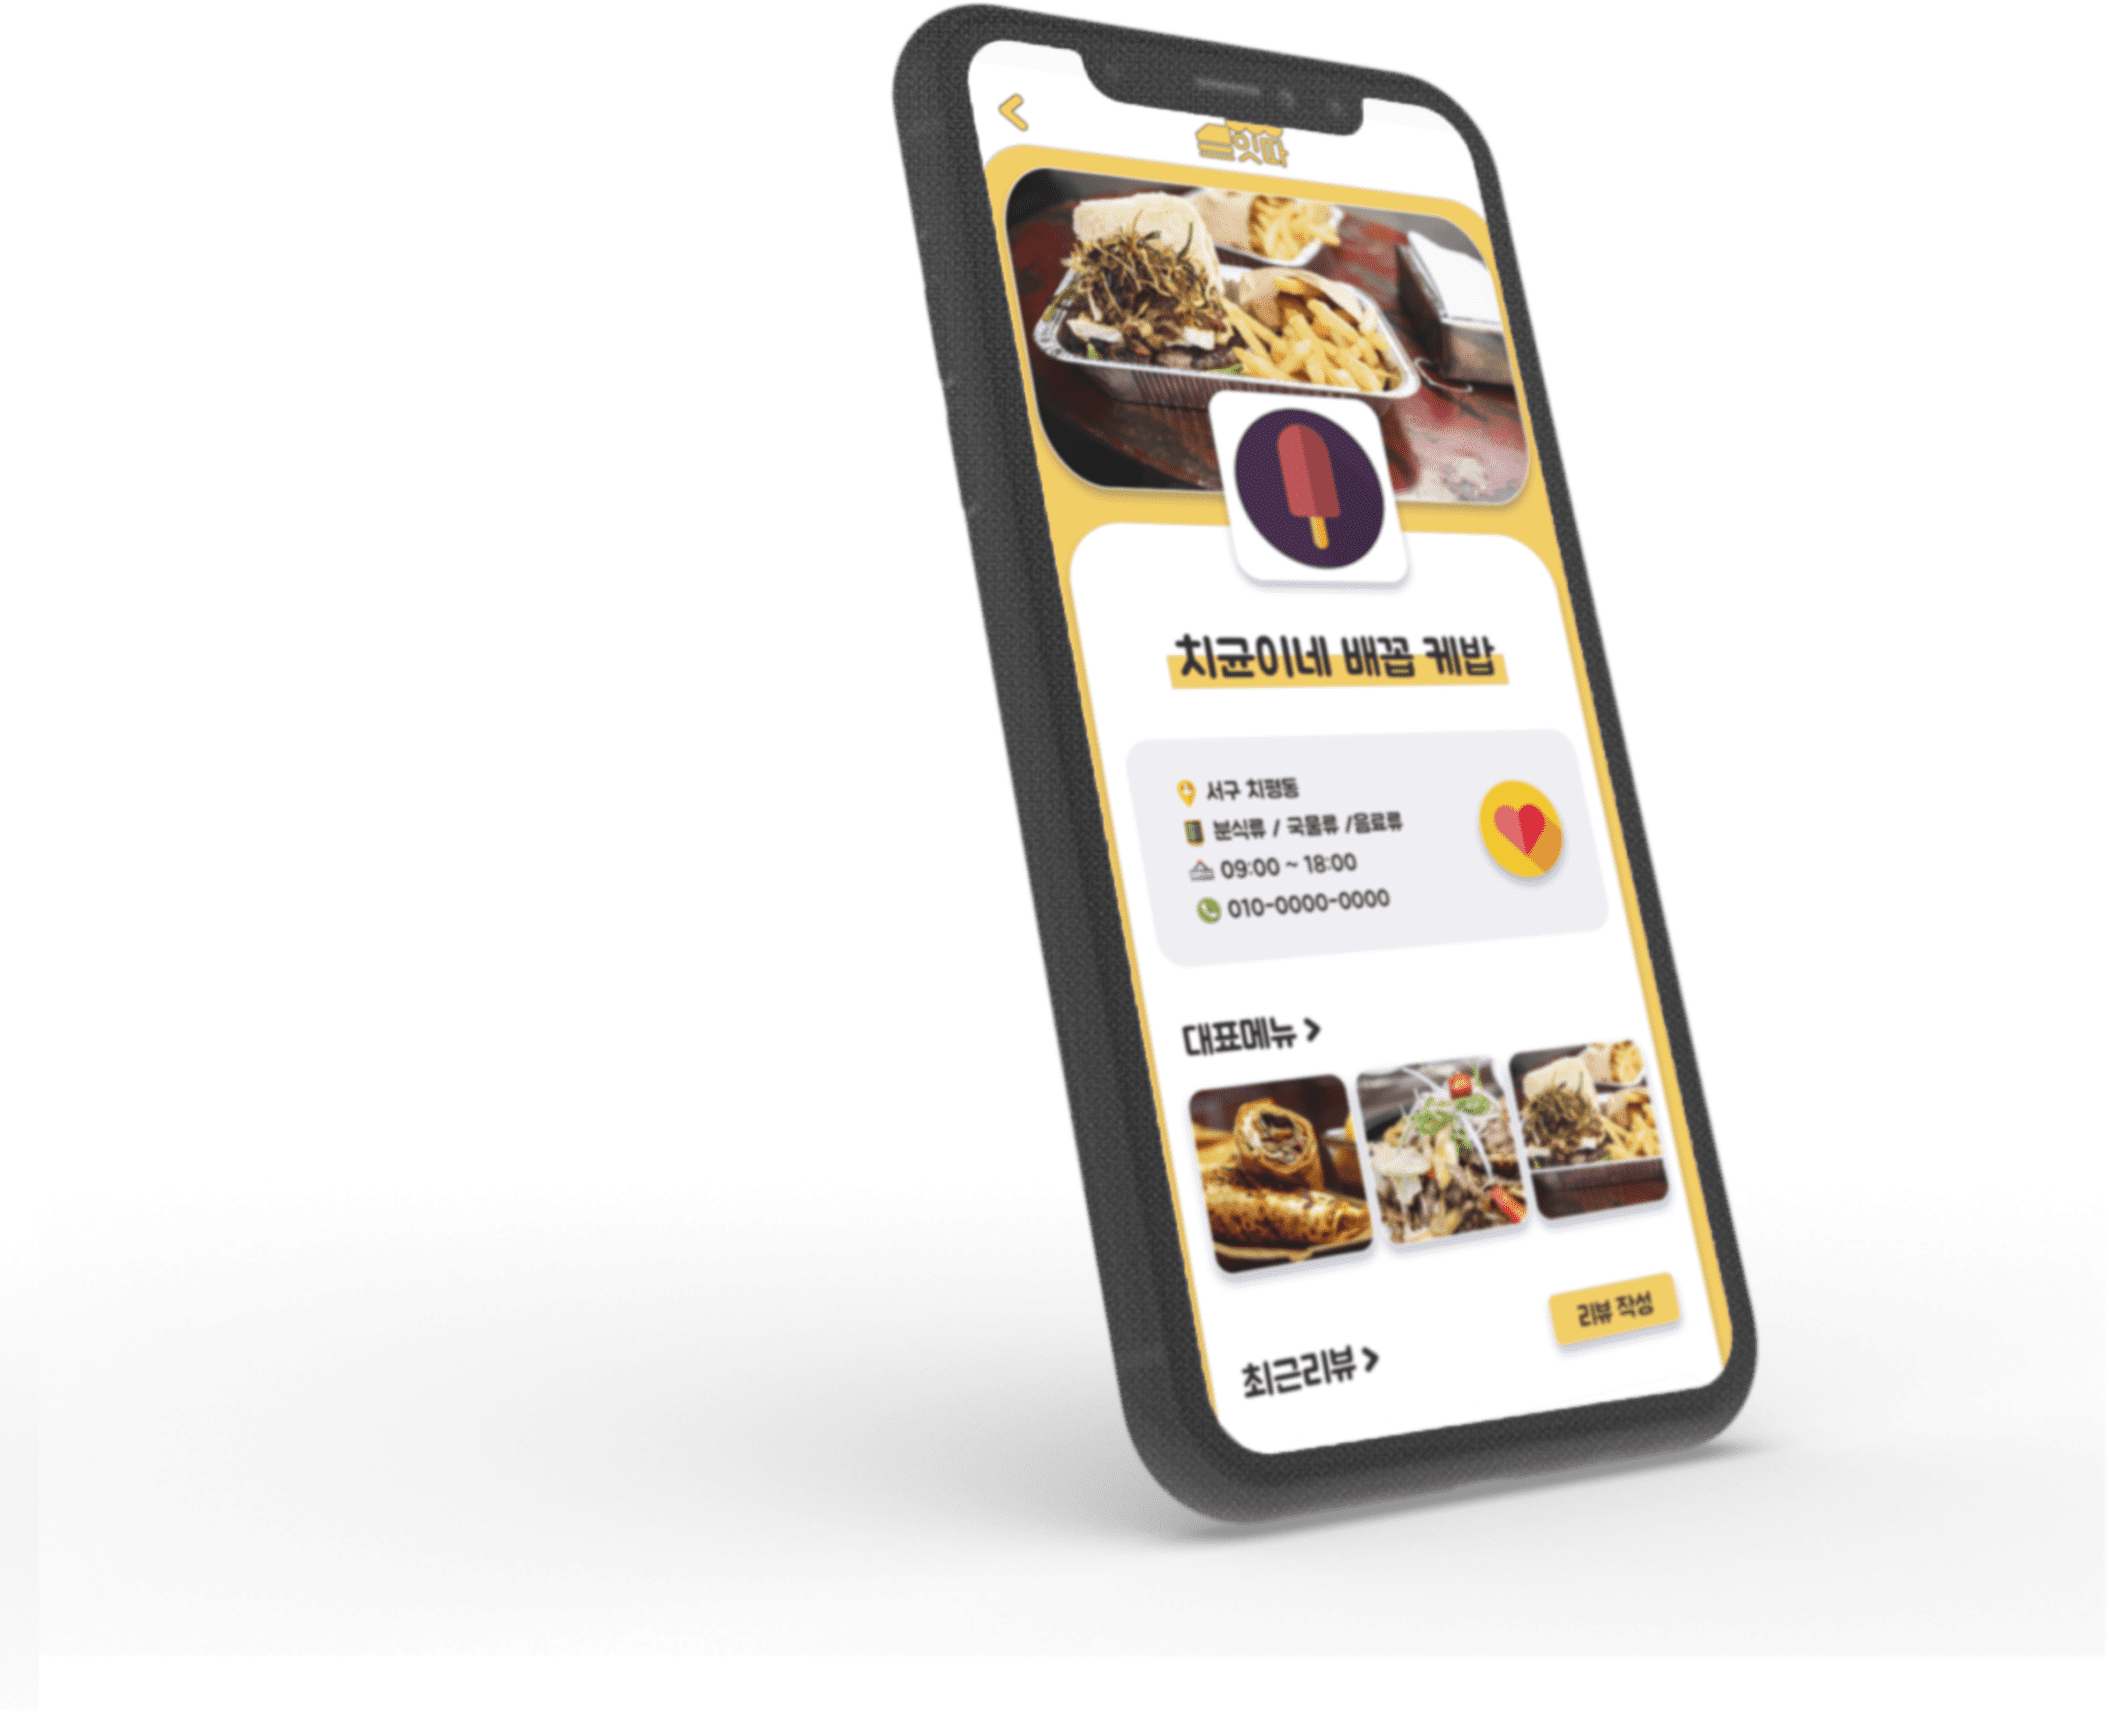 잇따
치균이네 배꼽 케밥
서구 치평동
분식류 / 국물류 /음료류
09:00 ~ 18:00
010-0000-0000
대표메뉴 >
리뷰 작성
최근리뷰 >